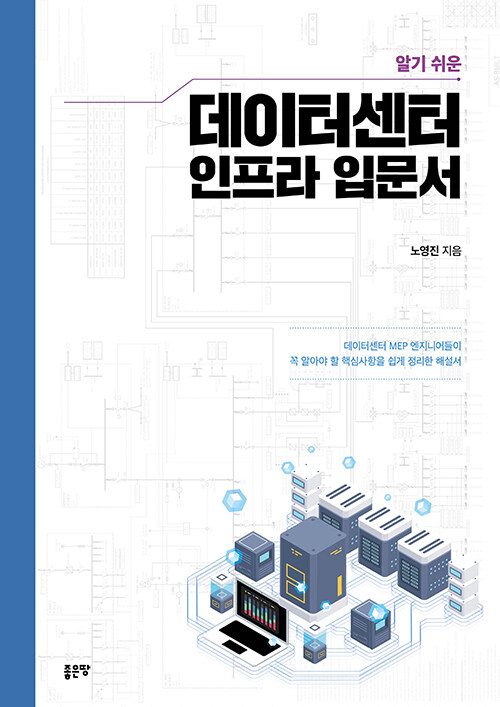 알기 쉬운
데이터센터
인프라 입문서
노영진 지음
데이터센터 MEP 엔지니어들이
꼭 알아야 할 핵심사항을 쉽게 정리한 해설서
좋은땅